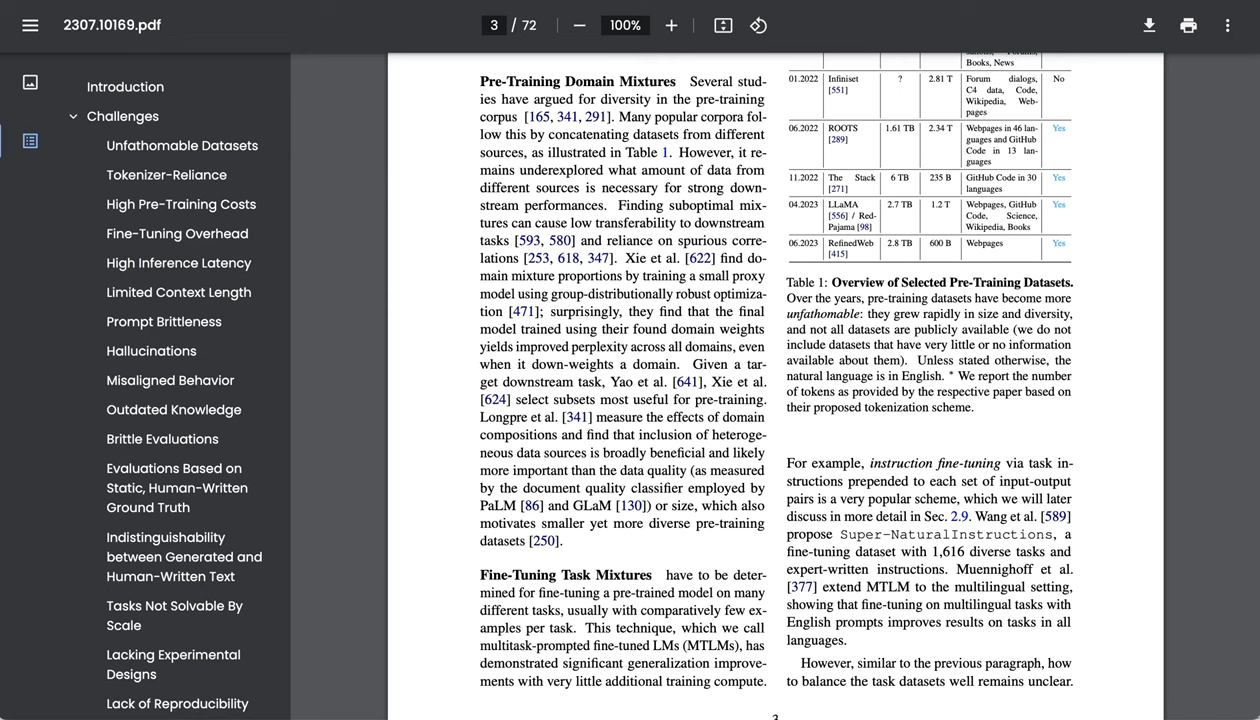 2307.10169.pdf
3 / 72
100%
Introduction
Challenges
Unfathomable Datasets
Tokenizer-Reliance
High Pre-Training Costs
Fine-Tuning Overhead
High Inference Latency
Limited Context Length
Prompt Brittleness
Hallucinations
Misaligned Behavior
Outdated Knowledge
Brittle Evaluations
Evaluations Based on
Static, Human-Written
Ground Truth
Indistinguishability
between Generated and
Human-Written Text
Tasks Not Solvable By
Scale
Lacking Experimental
Designs
Lack of Reproducibility
Pre-Training Domain Mixtures Several stud-
ies have argued for diversity in the pre-training
corpus [165, 341, 291]. Many popular corpora fol-
low this by concatenating datasets from different
sources, as illustrated in Table 1. However, it re-
mains underexplored what amount of data from
different sources is necessary for strong down-
stream performances. Finding suboptimal mix-
tures can cause low transferability to downstream
tasks [593, 580] and reliance on spurious corre-
lations [253, 618, 347]. Xie et al. [622] find do-
main mixture proportions by training a small proxy
model using group-distributionally robust optimiza-
tion [471]; surprisingly, they find that the final
model trained using their found domain weights
yields improved perplexity across all domains, even
when it down-weights a domain. Given a tar-
get downstream task, Yao et al. [641], Xie et al.
[624] select subsets most useful for pre-training.
Longpre et al. [341] measure the effects of domain
compositions and find that inclusion of heteroge-
neous data sources is broadly beneficial and likely
more important than the data quality (as measured
by the document quality classifier employed by
PaLM [86] and GLaM [130]) or size, which also
motivates smaller yet more diverse pre-training
datasets [250].
Fine-Tuning Task Mixtures have to be deter-
mined for fine-tuning a pre-trained model on many
different tasks, usually with comparatively few ex-
amples per task. This technique, which we call
multitask-prompted fine-tuned LMs (MTLMs), has
demonstrated significant generalization improve-
ments with very little additional training compute.
Books, News
01.2022 Infiniset ? 2.81 T Forum dialogs, No
[551] C4 data, Code,
Wikipedia, Web-
pages
06.2022 ROOTS 1.61 TB 2.34 T Webpages in 46 lan- Yes
[289] guages and GitHub
Code in 13 lan-
guages
11.2022 The Stack 6 TB 235 B GitHub Code in 30 Yes
[271] languages
04.2023 LLaMA 2.7 TB 1.2 T Webpages, GitHub Yes
[556] / Red- Code, Science,
Pajama [98] Wikipedia, Books
06.2023 RefinedWeb 2.8 TB 600 B Webpages Yes
[415]
Table 1: Overview of Selected Pre-Training Datasets.
Over the years, pre-training datasets have become more
unfathomable: they grew rapidly in size and diversity,
and not all datasets are publicly available (we do not
include datasets that have very little or no information
available about them). Unless stated otherwise, the
natural language is in English. * We report the number
of tokens as provided by the respective paper based on
their proposed tokenization scheme.
For example, instruction fine-tuning via task in-
structions prepended to each set of input-output
pairs is a very popular scheme, which we will later
discuss in more detail in Sec. 2.9. Wang et al. [589]
propose Super-NaturalInstructions, a
fine-tuning dataset with 1,616 diverse tasks and
expert-written instructions. Muennighoff et al.
[377] extend MTLM to the multilingual setting,
showing that fine-tuning on multilingual tasks with
English prompts improves results on tasks in all
languages.
However, similar to the previous paragraph, how
to balance the task datasets well remains unclear.
3